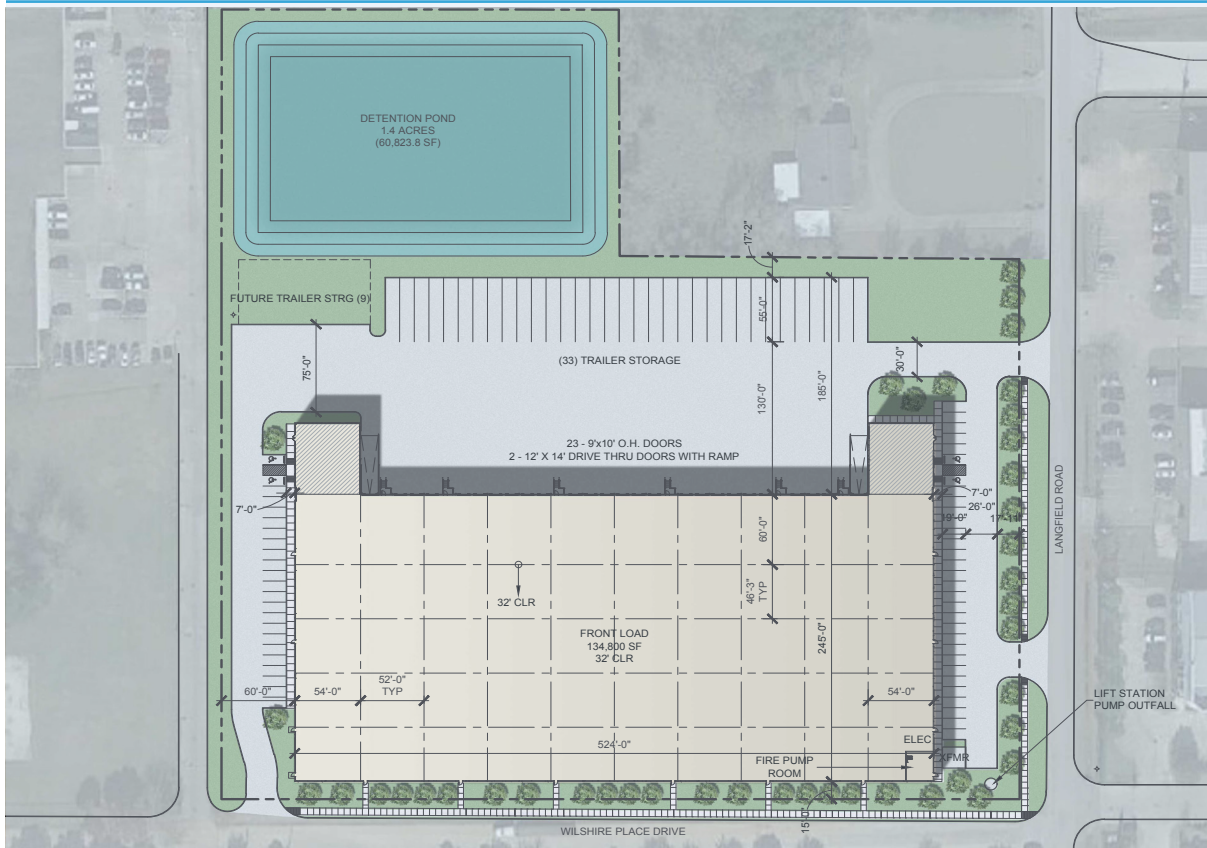 DETENTION POND
1.4 ACRES
(60,823.8 SF)
17'-2"
FUTURE TRAILER STRG (9)
55'-0"
(33) TRAILER STORAGE
30'-0"
75'-0"
130'-0"
185'-0"
23 - 9'x10' O.H. DOORS
2 - 12' X 14' DRIVE THRU DOORS WITH RAMP
7'-0"
7'-0"
26'-0"
19'-0"
17'-11"
LANGFIELD ROAD
60'-0"
46'-3"
TYP
32' CLR
FRONT LOAD
134,800 SF
32' CLR
245'-0"
60'-0"
54'-0"
52'-0"
TYP
54'-0"
LIFT STATION
PUMP OUTFALL
524'-0"
ELEC
XFMR
FIRE PUMP
ROOM
15'-0"
WILSHIRE PLACE DRIVE